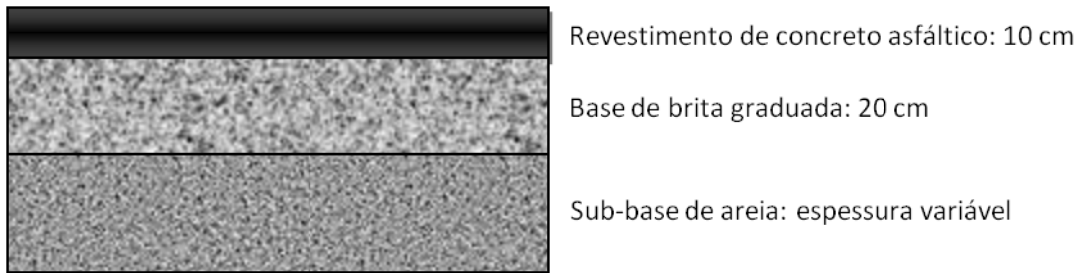 Revestimento de concreto asfáltico: 10 cm
Base de brita graduada: 20 cm
Sub-base de areia: espessura variável